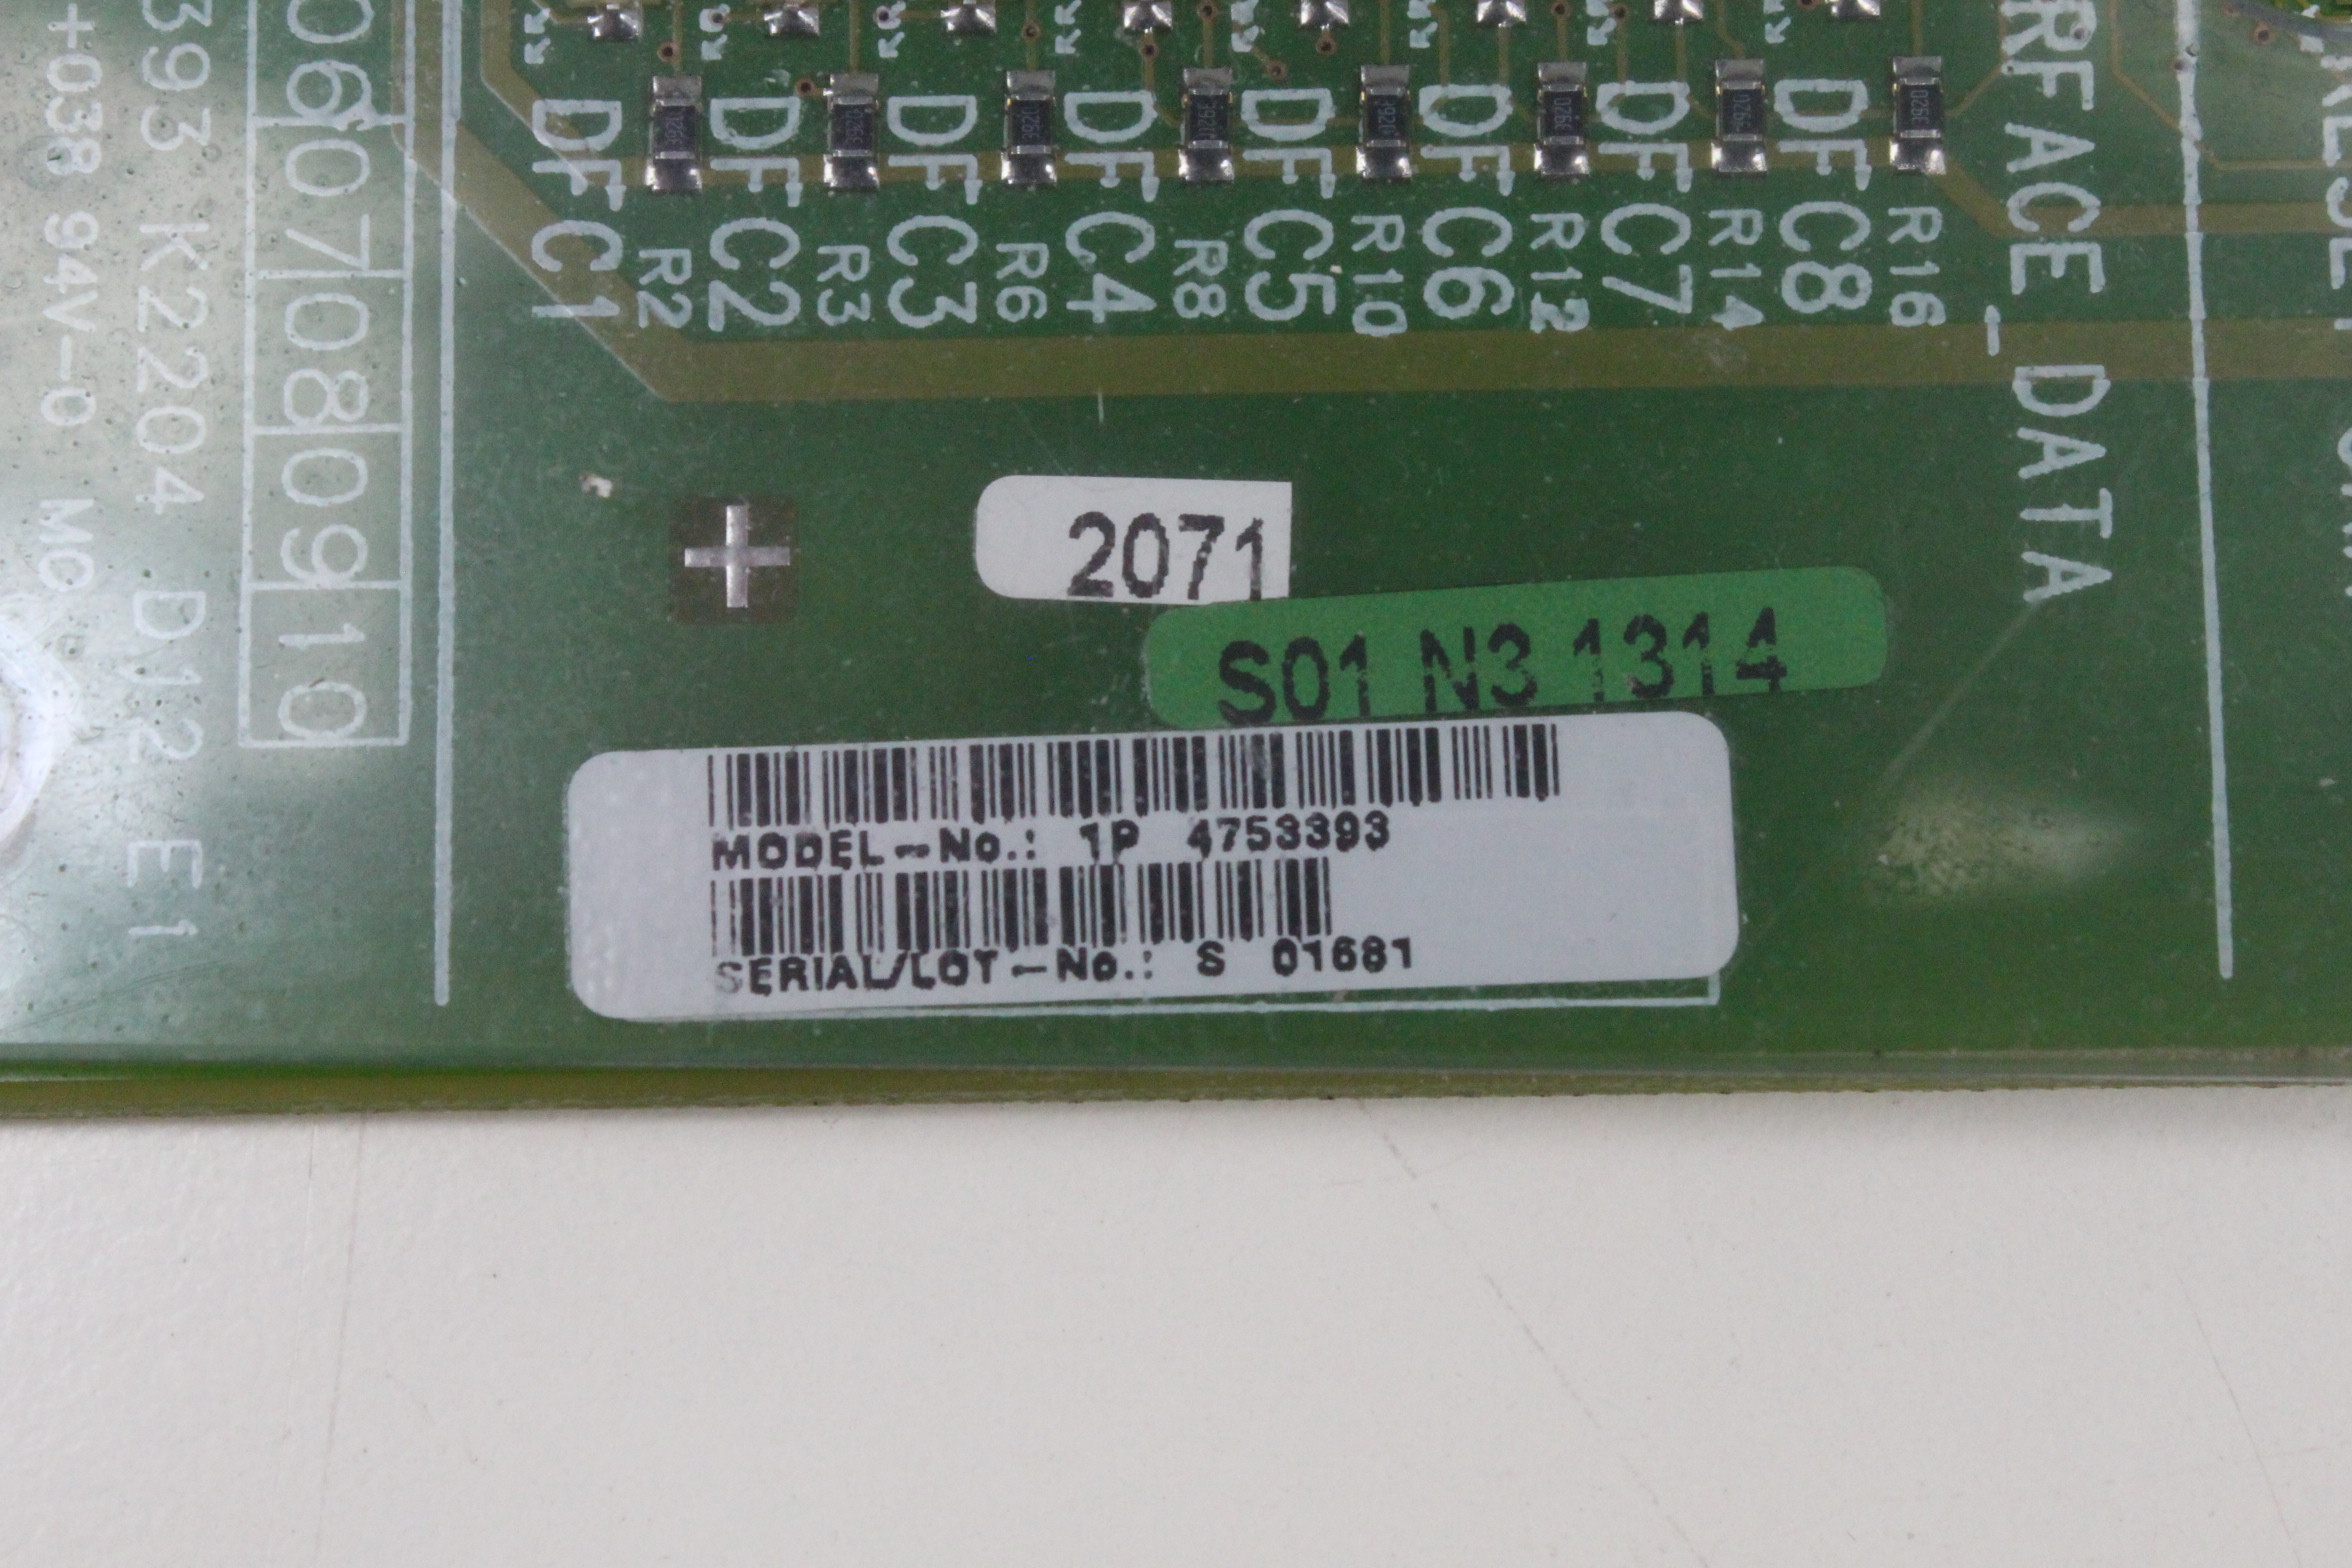 +038 94V-0 M0
393 K2204 D12 E1
06 07 08 09 10
DFC1
R2
DFC2
R3
DFC3
R6
DFC4
R8
DFC5
R10
DFC6
R12
DFC7
R14
DFC8
R16
RFACE_DATA
2071
S01 N3 1314
MODEL-No.: 1P 4753393
SERIAL/LOT-No.: S 01681